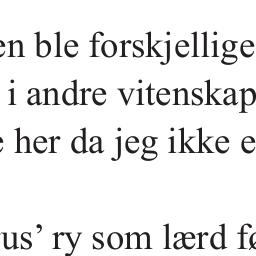 en ble forskjellige
i andre vitenskap
e her da jeg ikke e
us' ry som lærd fø